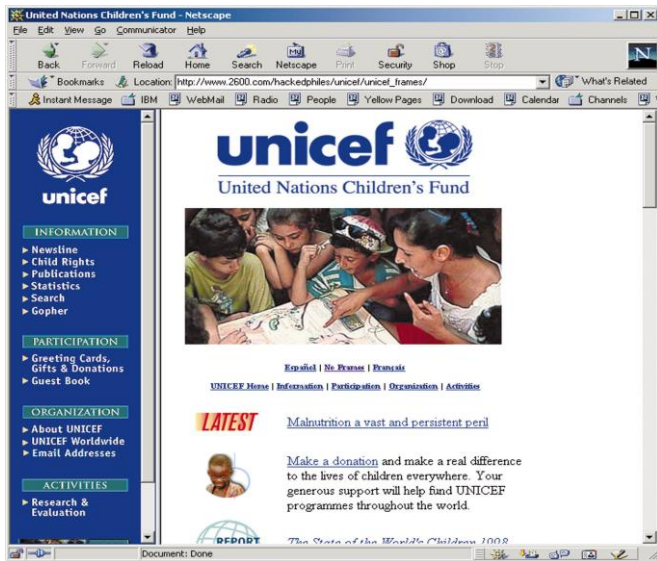 United Nations Children's Fund - Netscape
File Edit View Go Communicator Help
Back Forward Reload Home Search Netscape Print Security Shop Stop
My
N
Bookmarks Location: http://www.2600.com/hackedphiles/unicef/unicef_frames/ What's Related
Instant Message IBM WebMail Radio People Yellow Pages Download Calendar Channels
unicef
INFORMATION
Newsline
Child Rights
Publications
Statistics
Search
Gopher
PARTICIPATION
Greeting Cards,
Gifts & Donations
Guest Book
ORGANIZATION
About UNICEF
UNICEF Worldwide
Email Addresses
ACTIVITIES
Research &
Evaluation
unicef
United Nations Children's Fund
Español | No Frames | Français
UNICEF Home | Information | Participation | Organization | Activities
LATEST
Malnutrition a vast and persistent peril
Make a donation and make a real difference
to the lives of children everywhere. Your
generous support will help fund UNICEF
programmes throughout the world.
REPORT
The State of the World's Children 1998
Document: Done